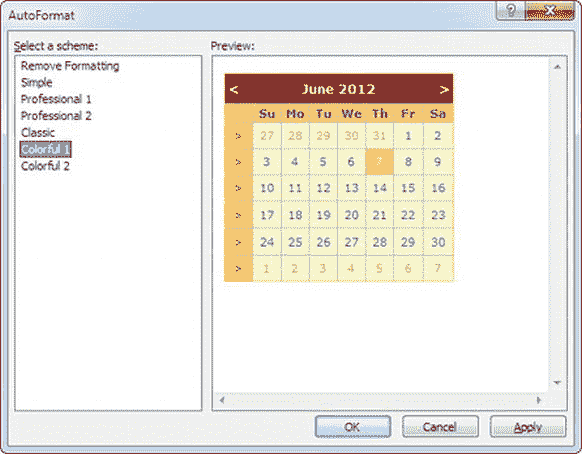 AutoFormat
Select a scheme:
Remove Formatting
Simple
Professional 1
Professional 2
Classic
Colorful 1
Colorful 2
Preview:
< June 2012 >
Su Mo Tu We Th Fr Sa
> 27 28 29 30 31 1 2
> 3 4 5 6 7 8 9
> 10 11 12 13 14 15 16
> 17 18 19 20 21 22 23
> 24 25 26 27 28 29 30
> 1 2 3 4 5 6 7
OK Cancel Apply